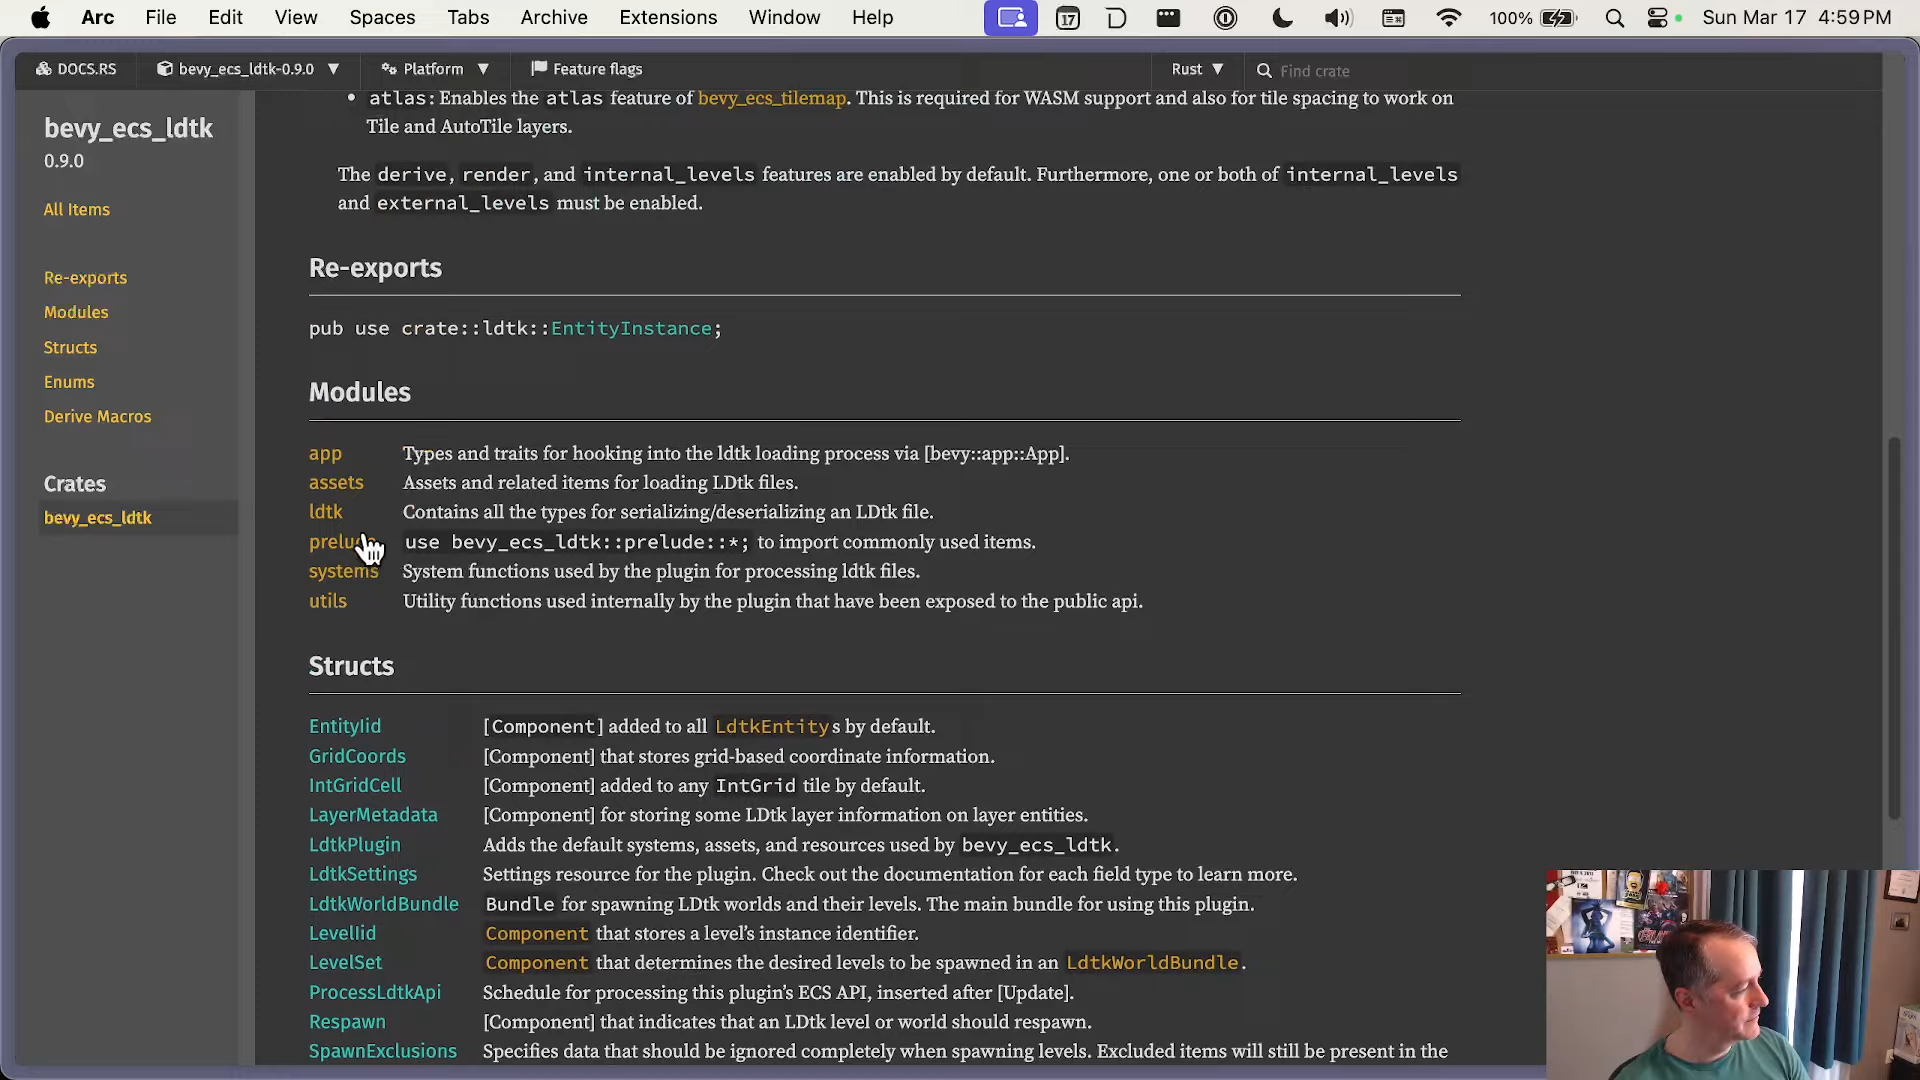 Arc File Edit View Spaces Tabs Archive Extensions Window Help 17 100% Sun Mar 17 4:59 PM
DOCS.RS bevy_ecs_ldtk-0.9.0 Platform Feature flags Rust Find crate
bevy_ecs_ldtk
0.9.0
All Items
Re-exports
Modules
Structs
Enums
Derive Macros
Crates
bevy_ecs_ldtk
• atlas: Enables the atlas feature of bevy_ecs_tilemap. This is required for WASM support and also for tile spacing to work on
Tile and AutoTile layers.
The derive, render, and internal_levels features are enabled by default. Furthermore, one or both of internal_levels
and external_levels must be enabled.
Re-exports
pub use crate::ldtk::EntityInstance;
Modules
app Types and traits for hooking into the ldtk loading process via [bevy::app::App].
assets Assets and related items for loading LDtk files.
ldtk Contains all the types for serializing/deserializing an LDtk file.
prelude use bevy_ecs_ldtk::prelude::*; to import commonly used items.
systems System functions used by the plugin for processing ldtk files.
utils Utility functions used internally by the plugin that have been exposed to the public api.
Structs
EntityIid [Component] added to all LdtkEntitys by default.
GridCoords [Component] that stores grid-based coordinate information.
IntGridCell [Component] added to any IntGrid tile by default.
LayerMetadata [Component] for storing some LDtk layer information on layer entities.
LdtkPlugin Adds the default systems, assets, and resources used by bevy_ecs_ldtk.
LdtkSettings Settings resource for the plugin. Check out the documentation for each field type to learn more.
LdtkWorldBundle Bundle for spawning LDtk worlds and their levels. The main bundle for using this plugin.
LevelIid Component that stores a level’s instance identifier.
LevelSet Component that determines the desired levels to be spawned in an LdtkWorldBundle.
ProcessLdtkApi Schedule for processing this plugin’s ECS API, inserted after [Update].
Respawn [Component] that indicates that an LDtk level or world should respawn.
SpawnExclusions Specifies data that should be ignored completely when spawning levels. Excluded items will still be present in the